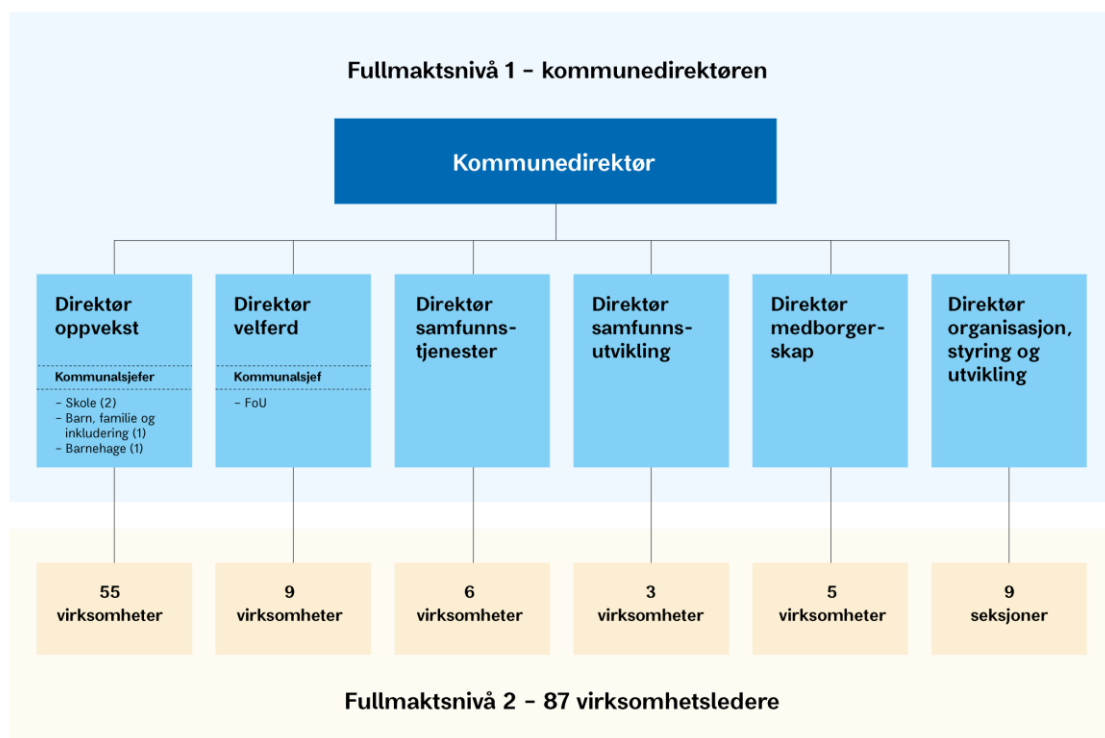 Fullmaktsnivå 1 – kommunedirektøren
Kommunedirektør
Direktør
oppvekst
Kommunalsjefer
– Skole (2)
– Barn, familie og
inkludering (1)
– Barnehage (1)
Direktør
velferd
Kommunalsjef
– FoU
Direktør
samfunns-
tjenester
Direktør
samfunns-
utvikling
Direktør
medborger-
skap
Direktør
organisasjon,
styring og
utvikling
55
virksomheter
9
virksomheter
6
virksomheter
3
virksomheter
5
virksomheter
9
seksjoner
Fullmaktsnivå 2 – 87 virksomhetsledere